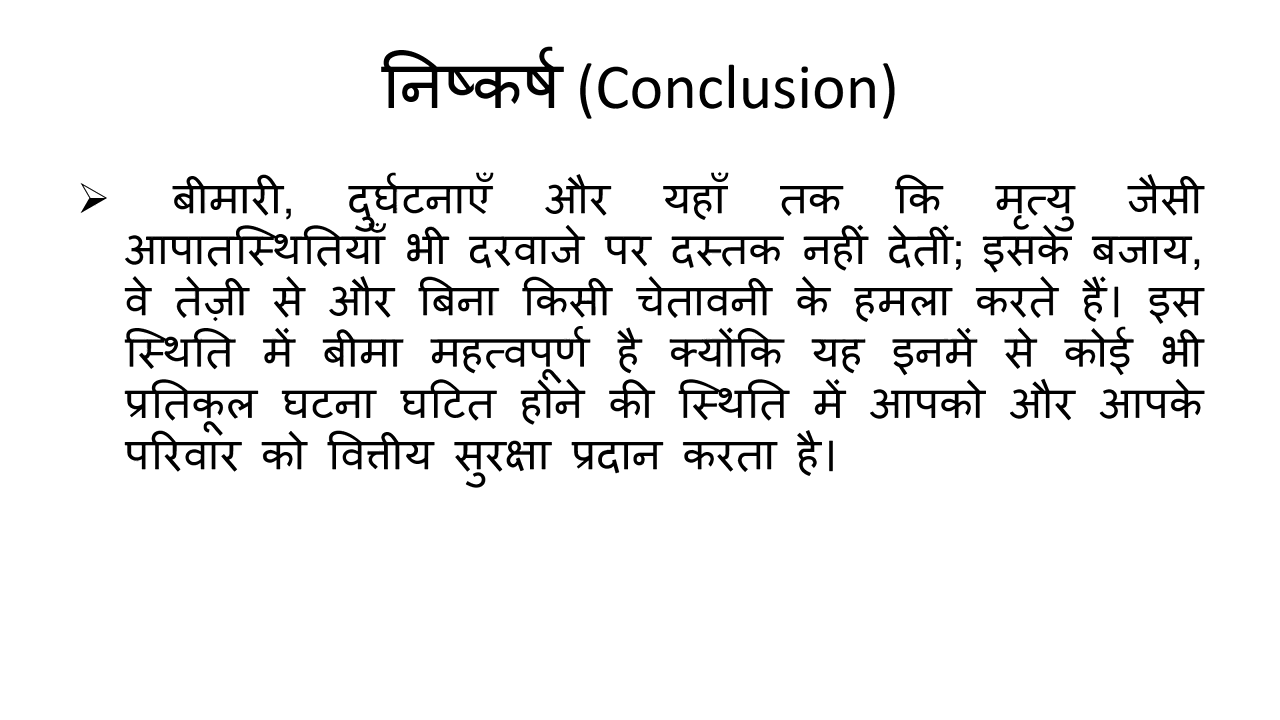 निष्कर्ष (Conclusion)
➢ बीमारी, दुर्घटनाएँ और यहाँ तक कि मृत्यु जैसी
आपातस्थितियाँ भी दरवाजे पर दस्तक नहीं देतीं; इसके बजाय,
वे तेज़ी से और बिना किसी चेतावनी के हमला करते हैं। इस
स्थिति में बीमा महत्वपूर्ण है क्योंकि यह इनमें से कोई भी
प्रतिकूल घटना घटित होने की स्थिति में आपको और आपके
परिवार को वित्तीय सुरक्षा प्रदान करता है।